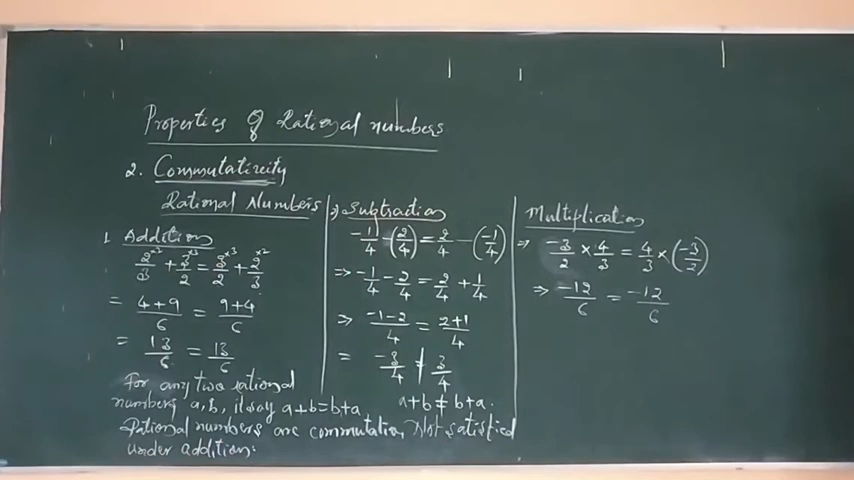 Properties of Rational numbers
2. Commutativity
Rational Numbers
1. Addition
2/3 ×2 + 3/2 ×3 = 3/2 ×3 + 2/3 ×2
= 4+9/6 = 9+4/6
= 13/6 = 13/6
For any two rational
numbers a,b, it say a+b=b+a
Rational numbers are commutative
under addition:
Subtraction
-1/4 - (2/4) = 2/4 - (-1/4)
⇒ -1/4 - 2/4 = 2/4 + 1/4
⇒ -1-2/4 = 2+1/4
= -3/4 ≠ 3/4
a+b ≠ b+a.
Not satisfied
Multiplication
⇒ -3/2 × 4/3 = 4/3 × (-3/2)
⇒ -12/6 = -12/6